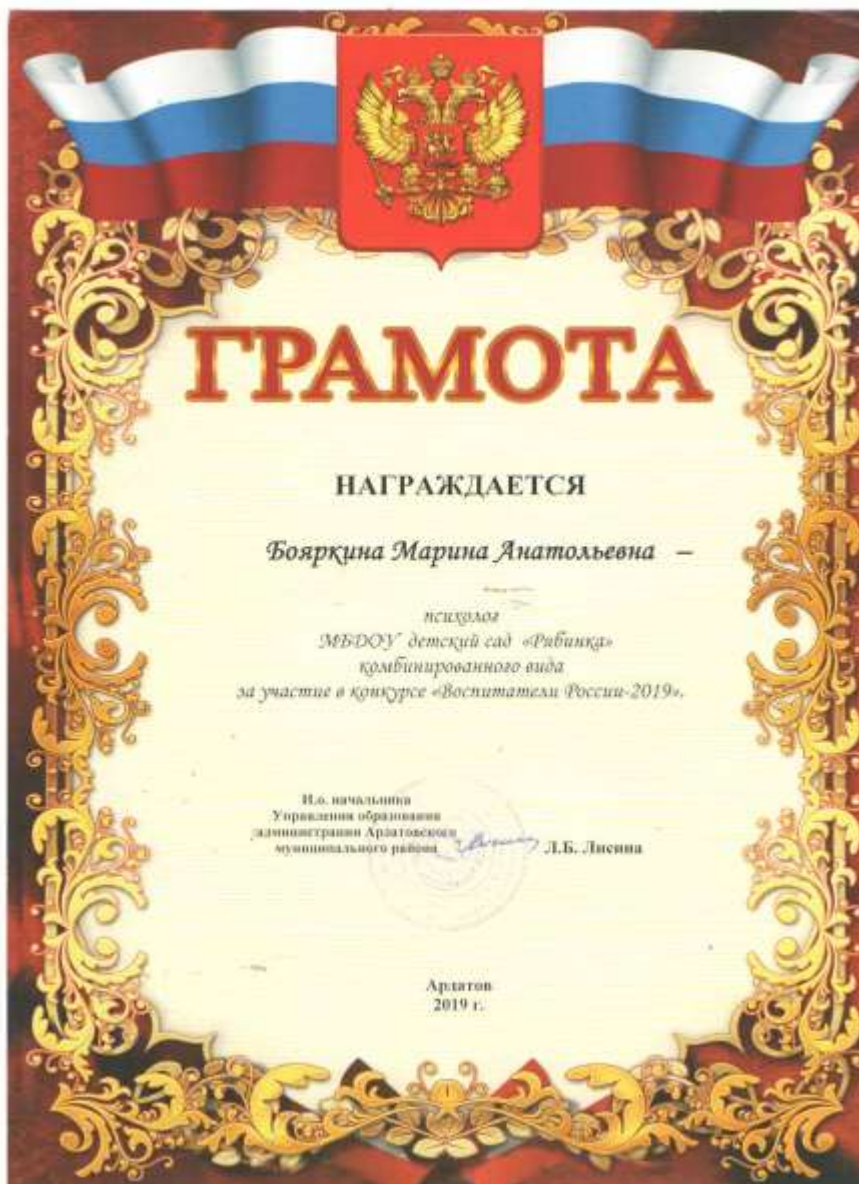 ГРАМОТА
НАГРАЖДАЕТСЯ
Бояркина Марина Анатольевна –
психолог
МБДОУ детский сад «Рябинка»
комбинированного вида
за участие в конкурсе «Воспитатели России-2019».
И.о. начальника
Управления образования
администрации Ардатовского
муниципального района Л.Б. Лисина
Ардатов
2019 г.